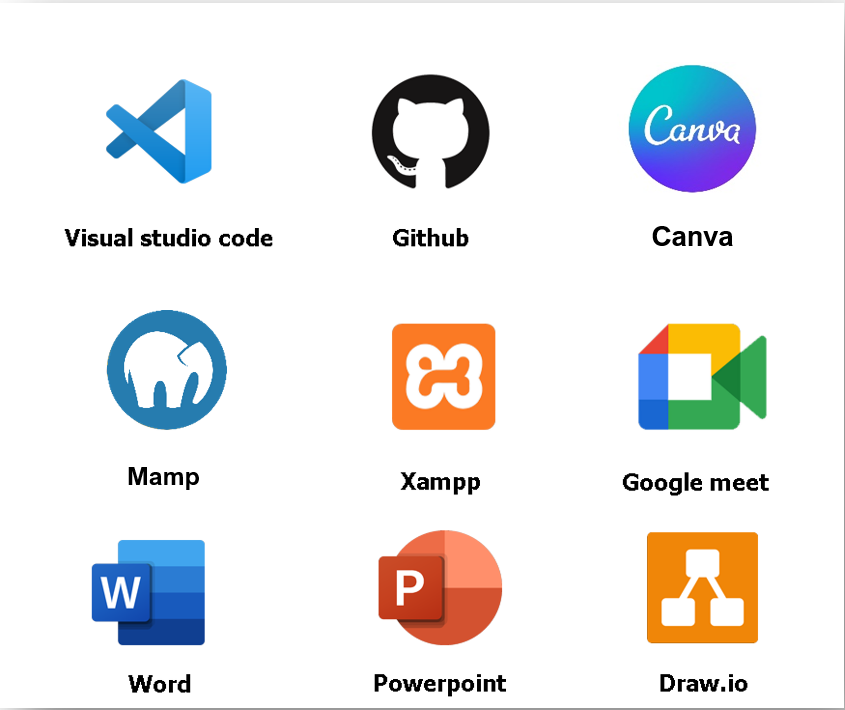 Canva
Visual studio code
Github
Canva
Mamp
Xampp
Google meet
W
P
Word
Powerpoint
Draw.io